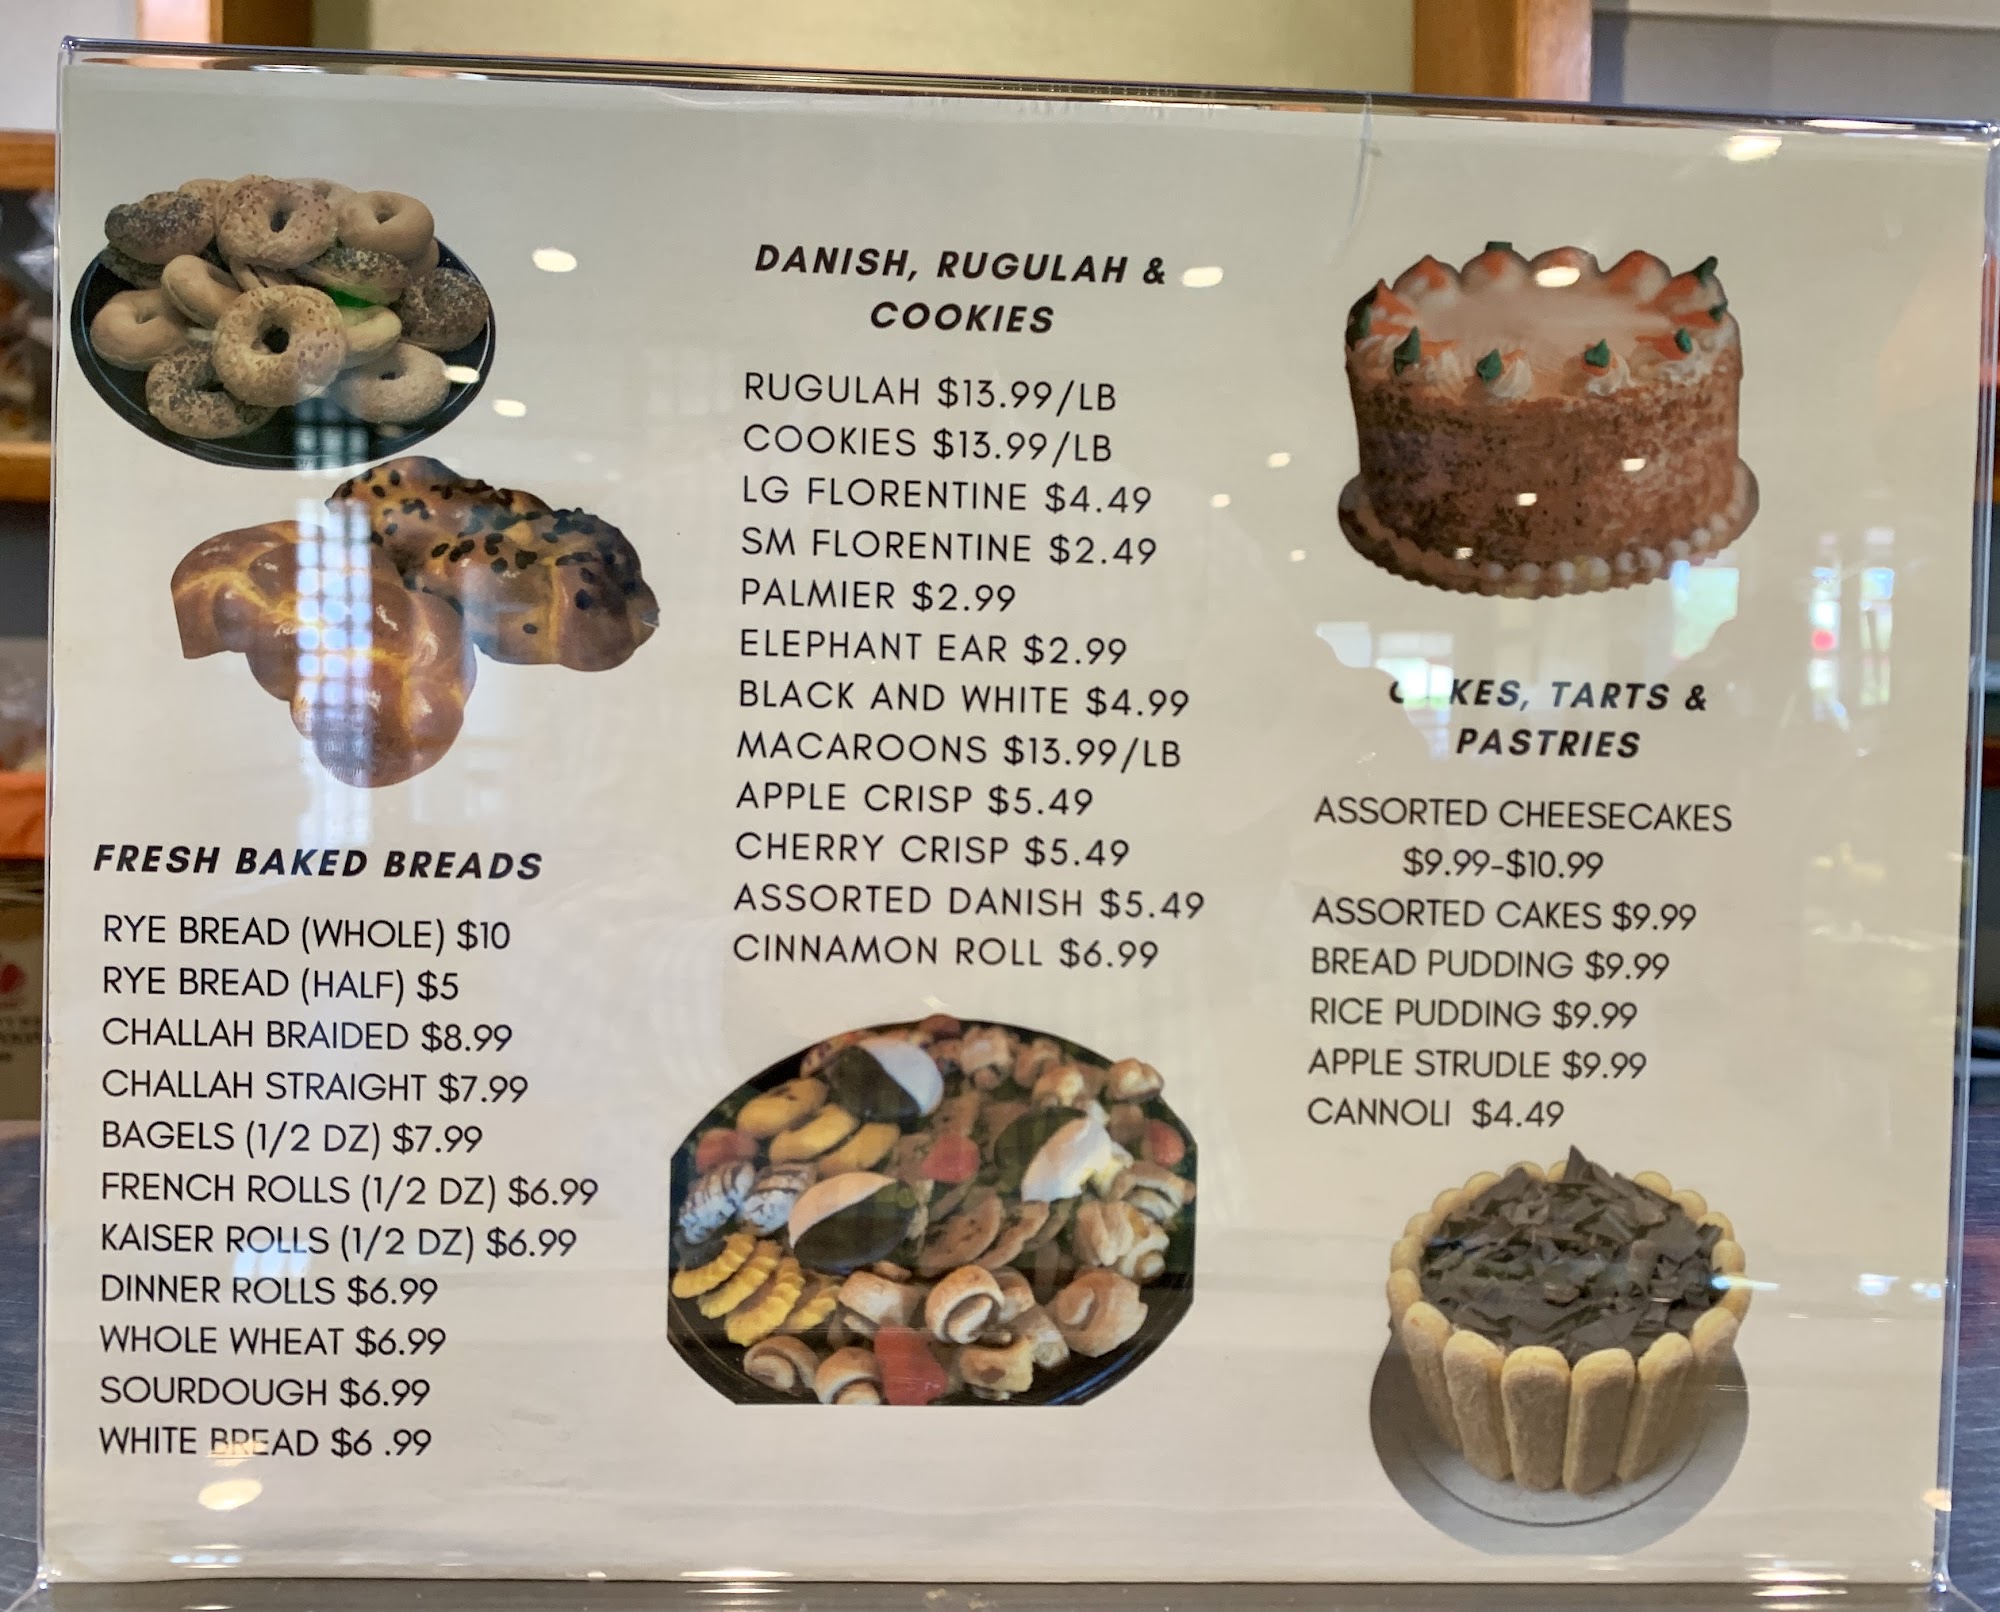 FRESH BAKED BREADS
RYE BREAD (WHOLE) $10
RYE BREAD (HALF) $5
CHALLAH BRAIDED $8.99
CHALLAH STRAIGHT $7.99
BAGELS (1/2 DZ) $7.99
FRENCH ROLLS (1/2 DZ) $6.99
KAISER ROLLS (1/2 DZ) $6.99
DINNER ROLLS $6.99
WHOLE WHEAT $6.99
SOURDOUGH $6.99
WHITE BREAD $6 .99
DANISH, RUGULAH &
COOKIES
RUGULAH $13.99/LB
COOKIES $13.99/LB
LG FLORENTINE $4.49
SM FLORENTINE $2.49
PALMIER $2.99
ELEPHANT EAR $2.99
BLACK AND WHITE $4.99
MACAROONS $13.99/LB
APPLE CRISP $5.49
CHERRY CRISP $5.49
ASSORTED DANISH $5.49
CINNAMON ROLL $6.99
CAKES, TARTS &
PASTRIES
ASSORTED CHEESECAKES
$9.99-$10.99
ASSORTED CAKES $9.99
BREAD PUDDING $9.99
RICE PUDDING $9.99
APPLE STRUDLE $9.99
CANNOLI $4.49